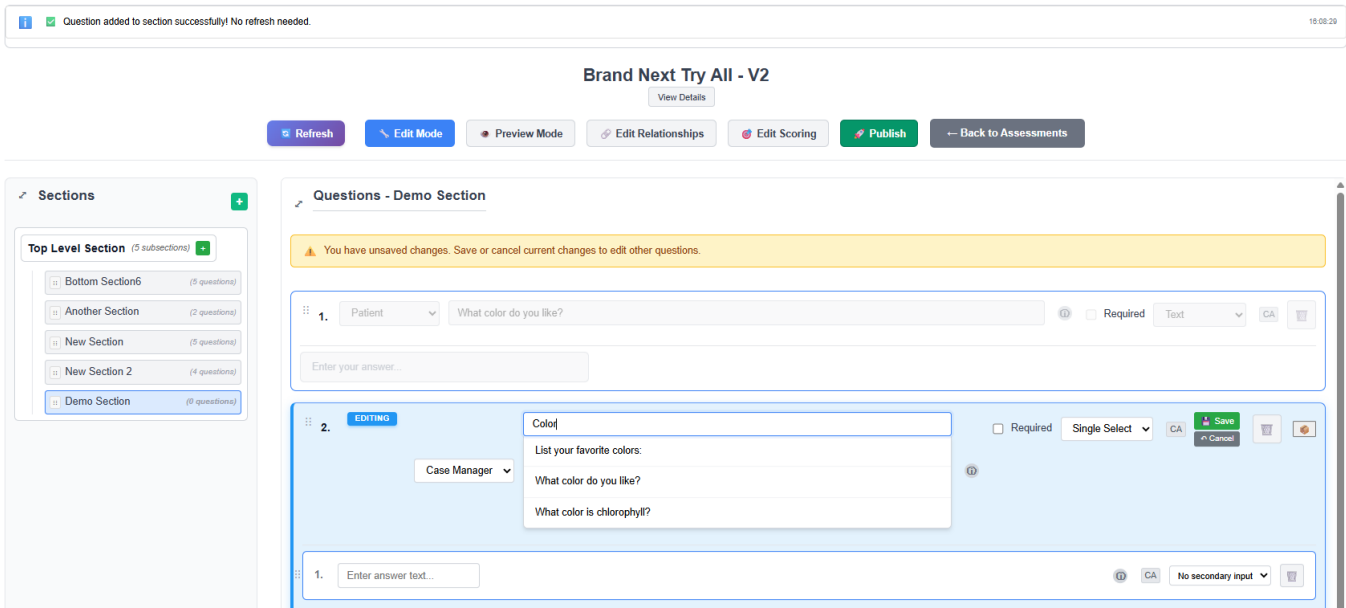 Question added to section successfully! No refresh needed.
16:08:29
Brand Next Try All - V2
View Details
Refresh
Edit Mode
Preview Mode
Edit Relationships
Edit Scoring
Publish
← Back to Assessments
Sections
+
Top Level Section (5 subsections) +
Bottom Section6 (5 questions)
Another Section (2 questions)
New Section (5 questions)
New Section 2 (4 questions)
Demo Section (0 questions)
Questions - Demo Section
You have unsaved changes. Save or cancel current changes to edit other questions.
1. Patient What color do you like? Required Text CA
Enter your answer...
2. EDITING
Color
Required Single Select CA
Save
Cancel
Case Manager
List your favorite colors:
What color do you like?
What color is chlorophyll?
1. Enter answer text... CA No secondary input